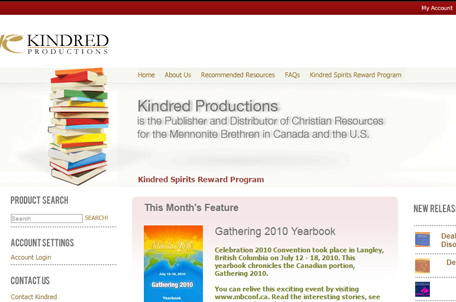 My Account
KINDRED
PRODUCTIONS
Home About Us Recommended Resources FAQs Kindred Spirits Reward Program
Kindred Productions
is the Publisher and Distributor of Christian Resources
for the Mennonite Brethren in Canada and the U.S.
Kindred Spirits Reward Program
PRODUCT SEARCH
Search SEARCH!
ACCOUNT SETTINGS
Account Login
CONTACT US
Contact Kindred
This Month's Feature
July 12-18, 2010
Gathering 2010
Yearbook
Gathering 2010 Yearbook
Celebration 2010 Convention took place in Langley,
British Columbia on July 12 - 18, 2010. This
yearbook chronicles the Canadian portion,
Gathering 2010.
You can relive this exciting event by visiting
www.mbconf.ca. Read the interesting stories, see
NEW RELEAS
Deal
Diso
De